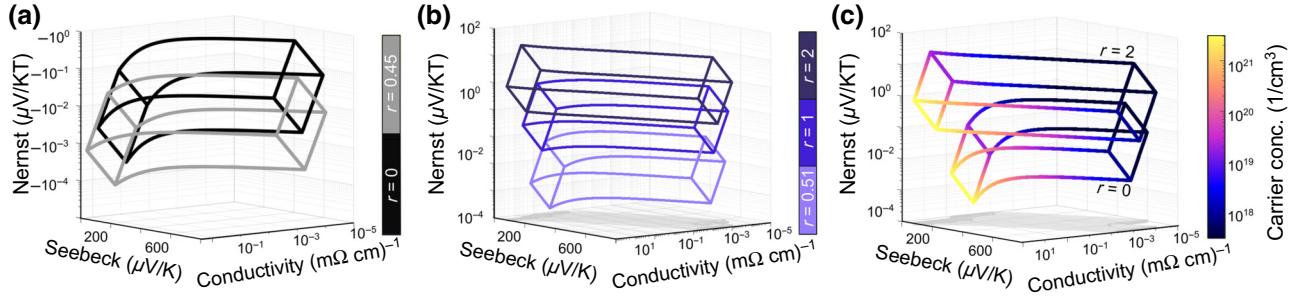 (a)
Nernst (μV/KT)
−10⁰
−10⁻¹
−10⁻²
−10⁻³
−10⁻⁴
200
600
Seebeck (μV/K)
10⁻¹
10⁻³
10⁻⁵
Conductivity (mΩ cm)⁻¹
r = 0.45
r = 0
(b)
Nernst (μV/KT)
10²
10⁰
10⁻²
10⁻⁴
200
600
Seebeck (μV/K)
10¹
10⁻¹
10⁻³
10⁻⁵
Conductivity (mΩ cm)⁻¹
r = 2
r = 1
r = 0.51
(c)
Nernst (μV/KT)
10²
10⁰
10⁻²
10⁻⁴
200
600
Seebeck (μV/K)
10¹
10⁻¹
10⁻³
10⁻⁵
Conductivity (mΩ cm)⁻¹
r = 2
r = 0
10²¹
10²⁰
10¹⁹
10¹⁸
Carrier conc. (1/cm³)